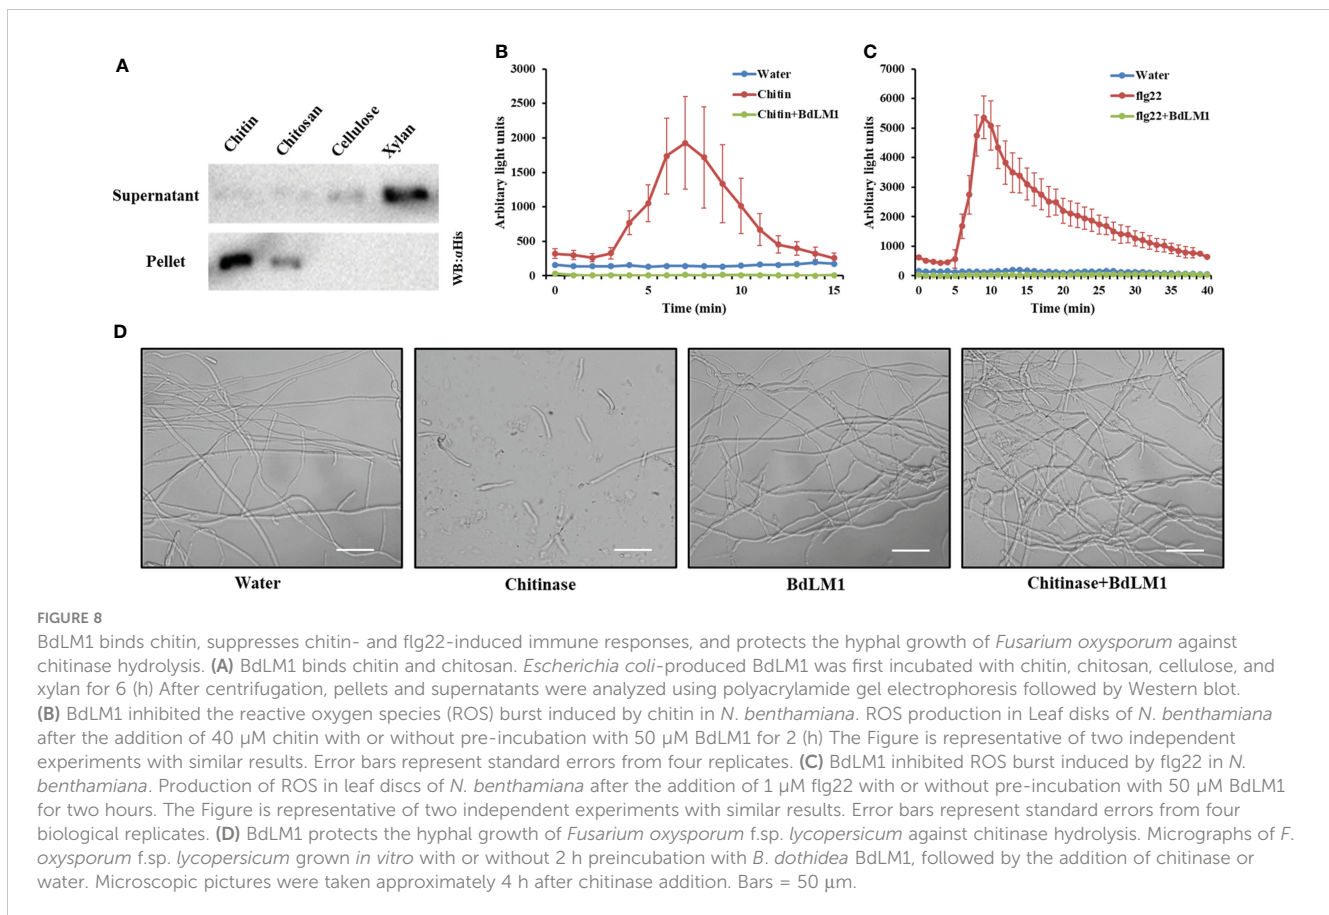 A
Chitin
Chitosan
Cellulose
Xylan
Supernatant
Pellet
WB:αHis
B
3000
2500
2000
1500
1000
500
0
Arbitary light units
Water
Chitin
Chitin+BdLM1
0 5 10 15
Time (min)
C
7000
6000
5000
4000
3000
2000
1000
0
Arbitary light units
Water
flg22
flg22+BdLM1
0 5 10 15 20 25 30 35 40
Time (min)
D
Water
Chitinase
BdLM1
Chitinase+BdLM1
FIGURE 8
BdLM1 binds chitin, suppresses chitin- and flg22-induced immune responses, and protects the hyphal growth of Fusarium oxysporum against
chitinase hydrolysis. (A) BdLM1 binds chitin and chitosan. Escherichia coli-produced BdLM1 was first incubated with chitin, chitosan, cellulose, and
xylan for 6 (h) After centrifugation, pellets and supernatants were analyzed using polyacrylamide gel electrophoresis followed by Western blot.
(B) BdLM1 inhibited the reactive oxygen species (ROS) burst induced by chitin in N. benthamiana. ROS production in Leaf disks of N. benthamiana
after the addition of 40 µM chitin with or without pre-incubation with 50 µM BdLM1 for 2 (h) The Figure is representative of two independent
experiments with similar results. Error bars represent standard errors from four replicates. (C) BdLM1 inhibited ROS burst induced by flg22 in N.
benthamiana. Production of ROS in leaf discs of N. benthamiana after the addition of 1 µM flg22 with or without pre-incubation with 50 µM BdLM1
for two hours. The Figure is representative of two independent experiments with similar results. Error bars represent standard errors from four
biological replicates. (D) BdLM1 protects the hyphal growth of Fusarium oxysporum f.sp. lycopersicum against chitinase hydrolysis. Micrographs of F.
oxysporum f.sp. lycopersicum grown in vitro with or without 2 h preincubation with B. dothidea BdLM1, followed by the addition of chitinase or
water. Microscopic pictures were taken approximately 4 h after chitinase addition. Bars = 50 µm.